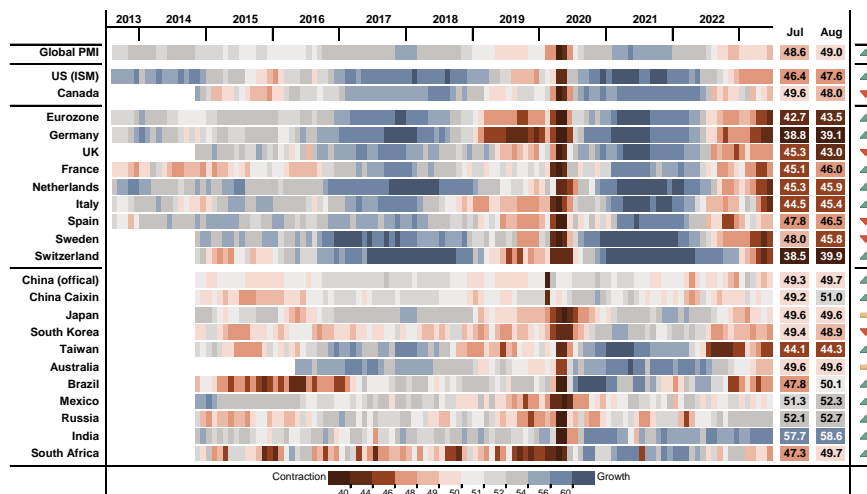 2013 2014 2015 2016 2017 2018 2019 2020 2021 2022
Jul Aug
Global PMI 48.6 49.0
US (ISM) 46.4 47.6
Canada 49.6 48.0
Eurozone 42.7 43.5
Germany 38.8 39.1
UK 45.3 43.0
France 45.1 46.0
Netherlands 45.3 45.9
Italy 44.5 45.4
Spain 47.8 46.5
Sweden 48.0 45.8
Switzerland 38.5 39.9
China (offical) 49.3 49.7
China Caixin 49.2 51.0
Japan 49.6 49.6
South Korea 49.4 48.9
Taiwan 44.1 44.3
Australia 49.6 49.6
Brazil 47.8 50.1
Mexico 51.3 52.3
Russia 52.1 52.7
India 57.7 58.6
South Africa 47.3 49.7
Contraction Growth
40 44 46 48 49 50 51 52 54 56 60